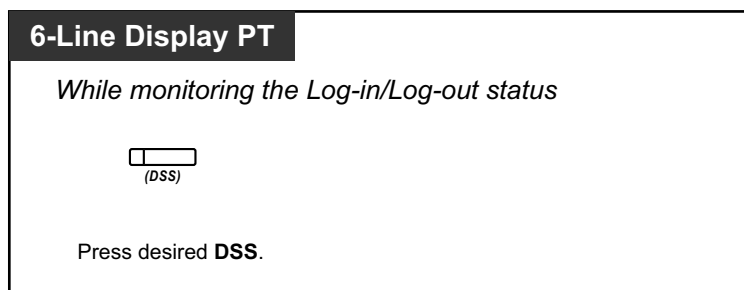 6-Line Display PT
While monitoring the Log-in/Log-out status
(DSS)
Press desired DSS.